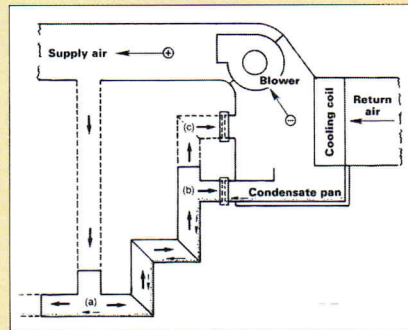 Supply air
+
Blower
−
Cooling coil
Return
air
(c)
(b)
Condensate pan
(a)